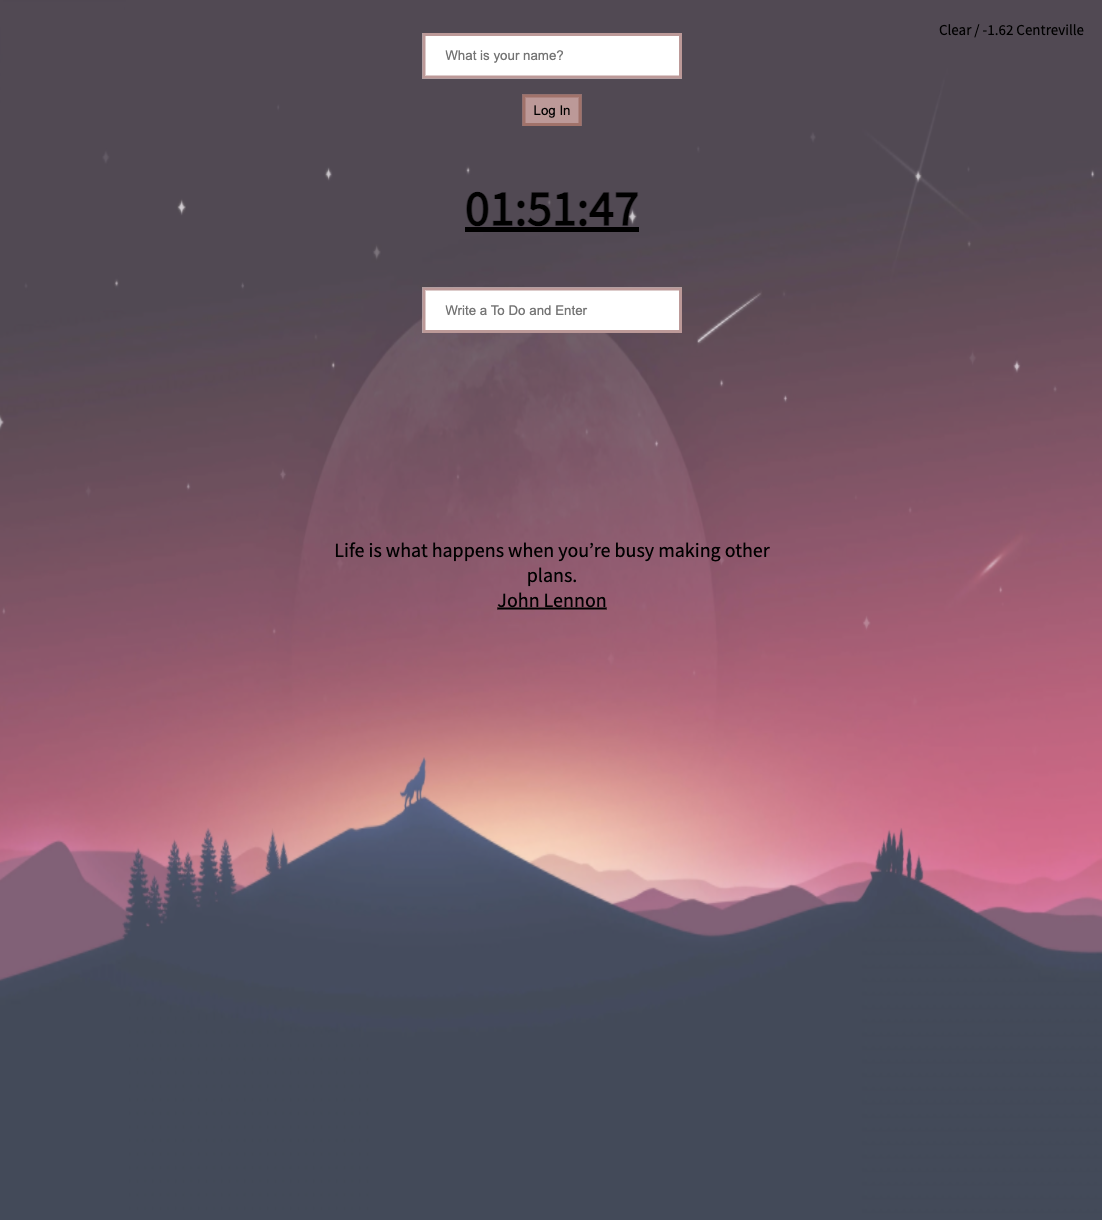 Clear / -1.62 Centreville
What is your name?
Log In
01:51:47
Write a To Do and Enter
Life is what happens when you’re busy making other
plans.
John Lennon